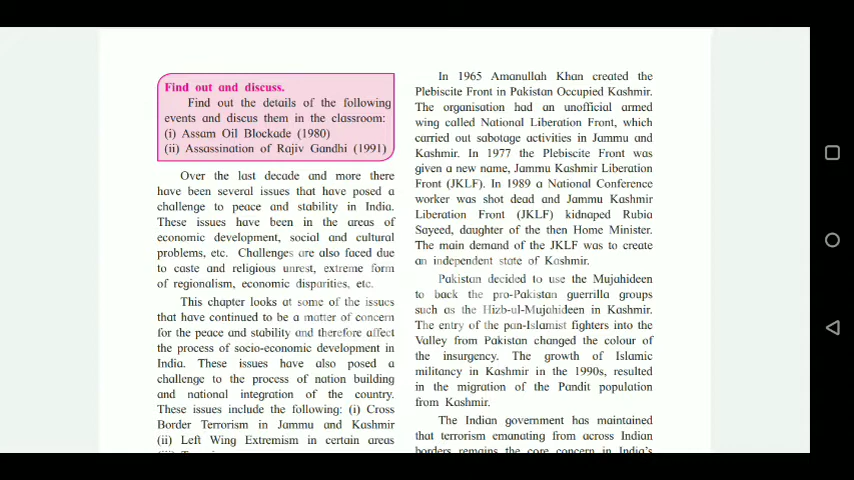 Find out and discuss.
Find out the details of the following
events and discus them in the classroom:
(i) Assam Oil Blockade (1980)
(ii) Assassination of Rajiv Gandhi (1991)
Over the last decade and more there
have been several issues that have posed a
challenge to peace and stability in India.
These issues have been in the areas of
economic development, social and cultural
problems, etc. Challenges are also faced due
to caste and religious unrest, extreme form
of regionalism, economic disparities, etc.
This chapter looks at some of the issues
that have continued to be a matter of concern
for the peace and stability and therefore affect
the process of socio-economic development in
India. These issues have also posed a
challenge to the process of nation building
and national integration of the country.
These issues include the following: (i) Cross
Border Terrorism in Jammu and Kashmir
(ii) Left Wing Extremism in certain areas
In 1965 Amanullah Khan created the
Plebiscite Front in Pakistan Occupied Kashmir.
The organisation had an unofficial armed
wing called National Liberation Front, which
carried out sabotage activities in Jammu and
Kashmir. In 1977 the Plebiscite Front was
given a new name, Jammu Kashmir Liberation
Front (JKLF). In 1989 a National Conference
worker was shot dead and Jammu Kashmir
Liberation Front (JKLF) kidnaped Rubia
Sayeed, daughter of the then Home Minister.
The main demand of the JKLF was to create
an independent state of Kashmir.
Pakistan decided to use the Mujahideen
to back the pro-Pakistan guerrilla groups
such as the Hizb-ul-Mujahideen in Kashmir.
The entry of the pan-Islamist fighters into the
Valley from Pakistan changed the colour of
the insurgency. The growth of Islamic
militancy in Kashmir in the 1990s, resulted
in the migration of the Pandit population
from Kashmir.
The Indian government has maintained
that terrorism emanating from across Indian
borders remains the core concern in India's